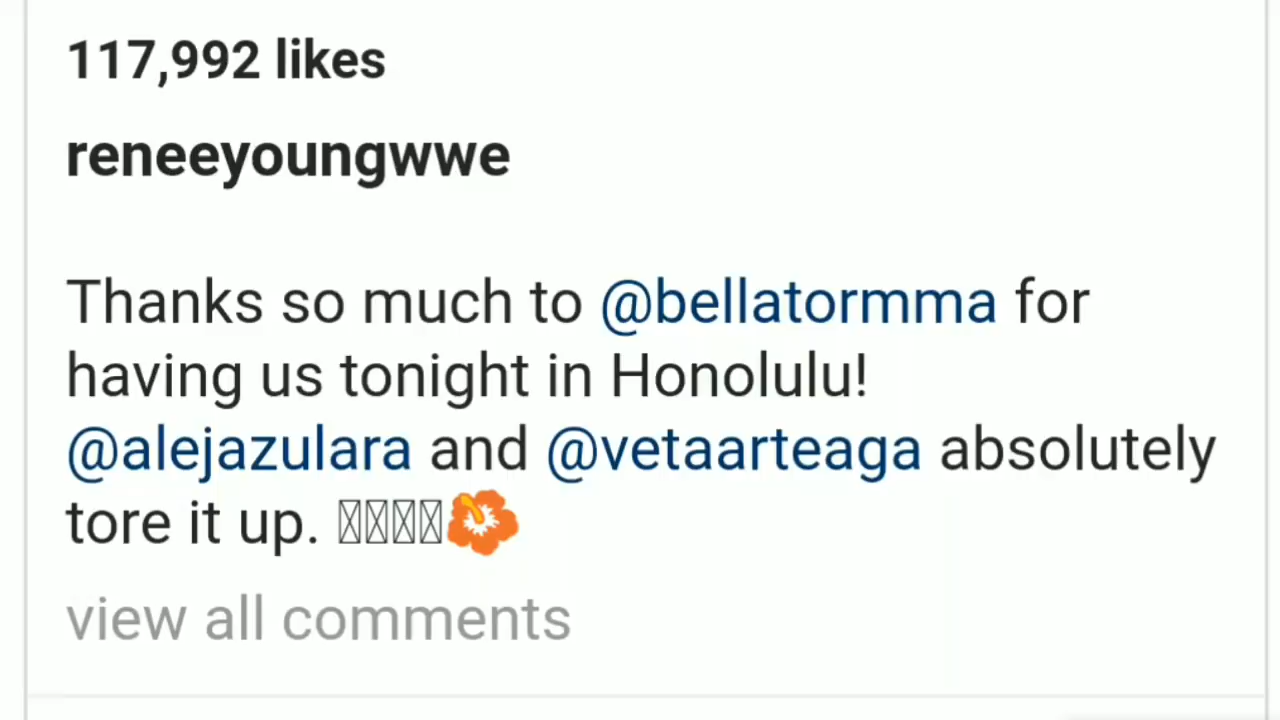 117,992 likes
reneeyoungwwe
Thanks so much to @bellatormma for
having us tonight in Honolulu!
@alejazulara and @vetaarteaga absolutely
tore it up. 🌺
view all comments